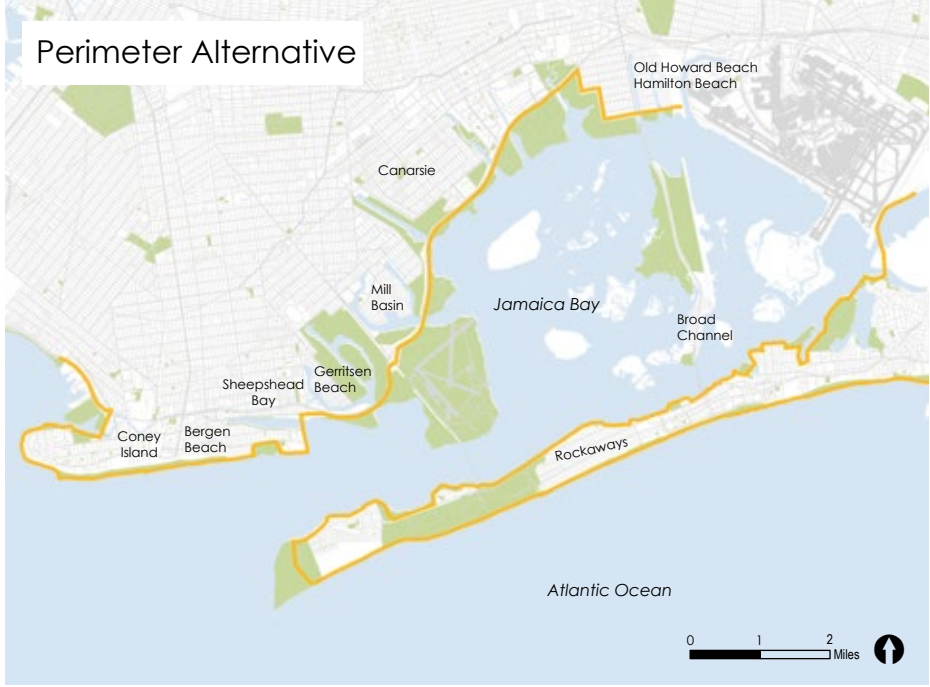 Perimeter Alternative
Old Howard Beach
Hamilton Beach
Canarsie
Mill
Basin
Jamaica Bay
Broad
Channel
Gerritsen
Beach
Sheepshead
Bay
Coney
Island
Bergen
Beach
Rockaways
Atlantic Ocean
0 1 2
Miles